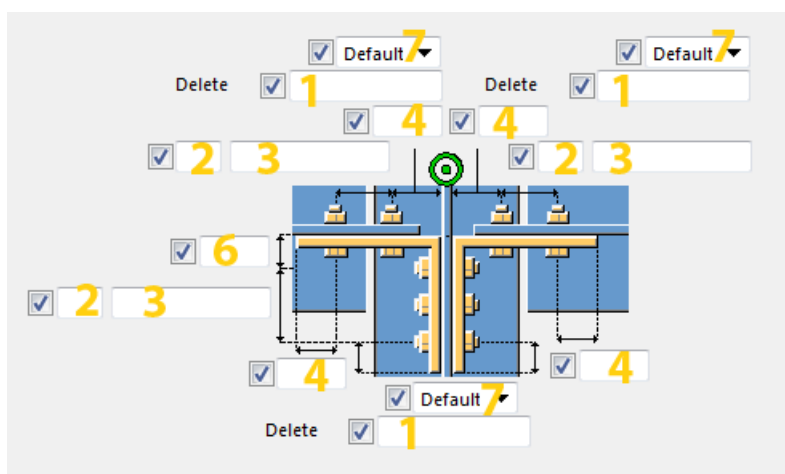 Default 7 Default 7
Delete 1 Delete 1
4 4
2 3 2 3
6
2 3
4 4
Default 7
Delete 1